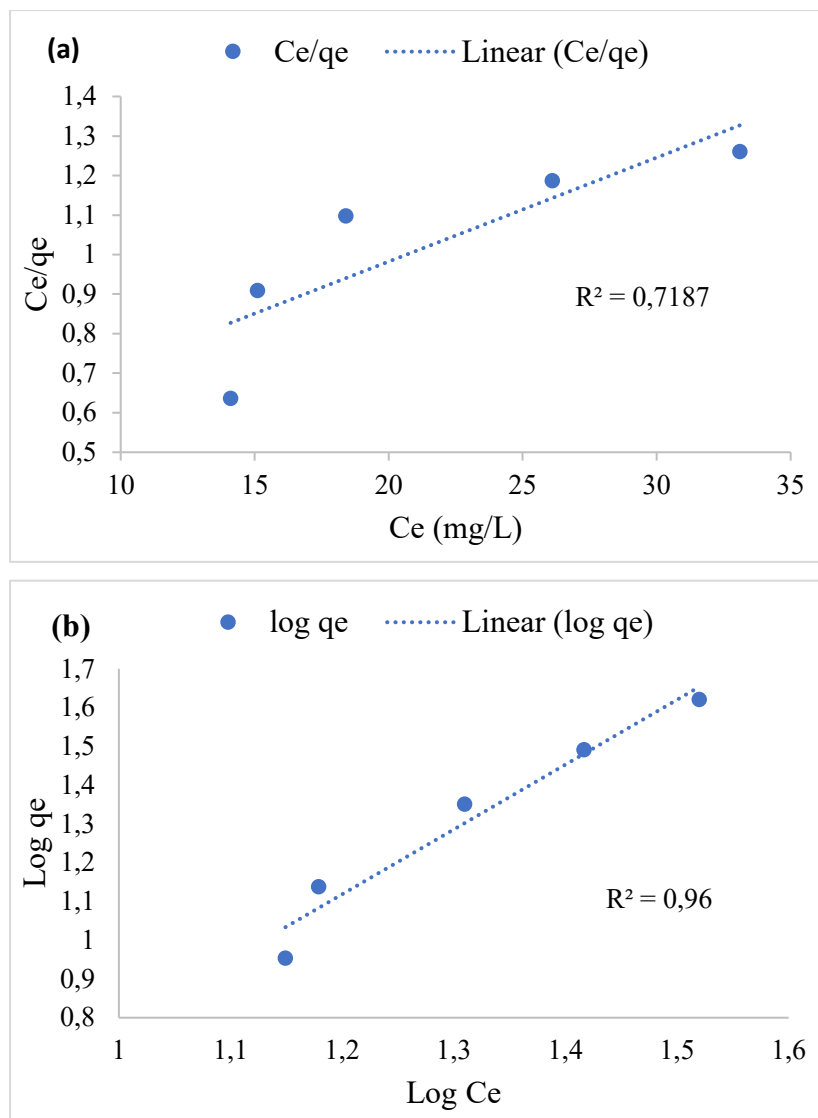 (a)
Ce/qe
Linear (Ce/qe)
1,4
1,3
1,2
1,1
1
0,9
0,8
0,7
0,6
0,5
Ce/qe
R² = 0,7187
10 15 20 25 30 35
Ce (mg/L)
(b)
log qe
Linear (log qe)
1,7
1,6
1,5
1,4
1,3
1,2
1,1
1
0,9
0,8
Log qe
R² = 0,96
1 1,1 1,2 1,3 1,4 1,5 1,6
Log Ce